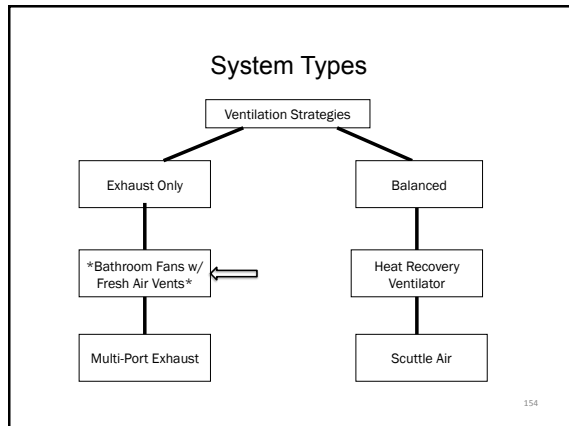 System Types
Ventilation Strategies
Exhaust Only
Balanced
*Bathroom Fans w/
Fresh Air Vents*
Heat Recovery
Ventilator
Multi-Port Exhaust
Scuttle Air
154